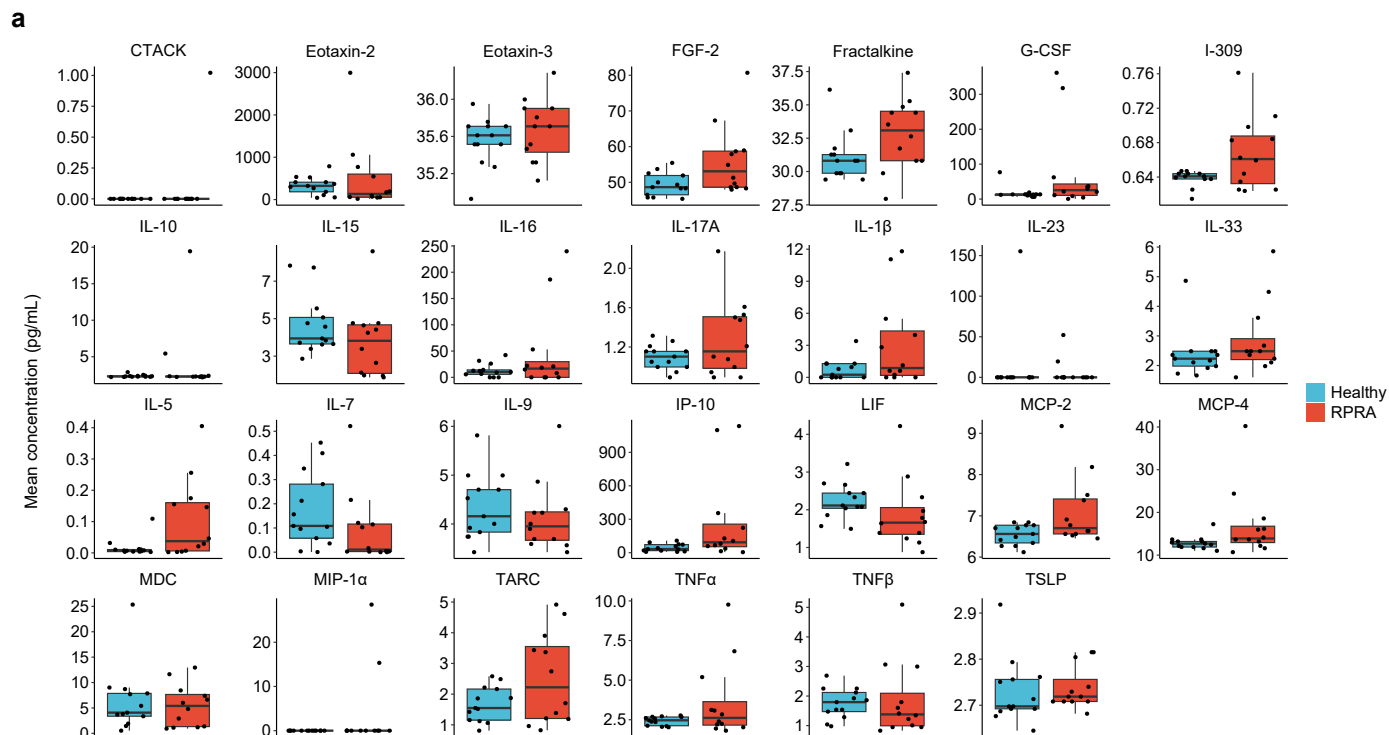 a
CTACK Eotaxin-2 Eotaxin-3 FGF-2 Fractalkine G-CSF I-309
1.00 0.75 0.50 0.25 0.00
3000 2000 1000 0
36.0 35.6 35.2
80 70 60 50
37.5 35.0 32.5 30.0 27.5
300 200 100 0
0.76 0.72 0.68 0.64
IL-10 IL-15 IL-16 IL-17A IL-1β IL-23 IL-33
20 15 10 5
7 5 3
250 200 150 100 50 0
2.0 1.6 1.2
12 9 6 3 0
150 100 50 0
6 5 4 3 2
Mean concentration (pg/mL)
Healthy
RPRA
IL-5 IL-7 IL-9 IP-10 LIF MCP-2 MCP-4
0.4 0.3 0.2 0.1 0.0
0.5 0.4 0.3 0.2 0.1 0.0
6 5 4
900 600 300 0
4 3 2 1
9 8 7 6
40 30 20 10
MDC MIP-1α TARC TNFα TNFβ TSLP
25 20 15 10 5 0
20 10 0
5 4 3 2 1
10.0 7.5 5.0 2.5
5 4 3 2 1
2.9 2.8 2.7